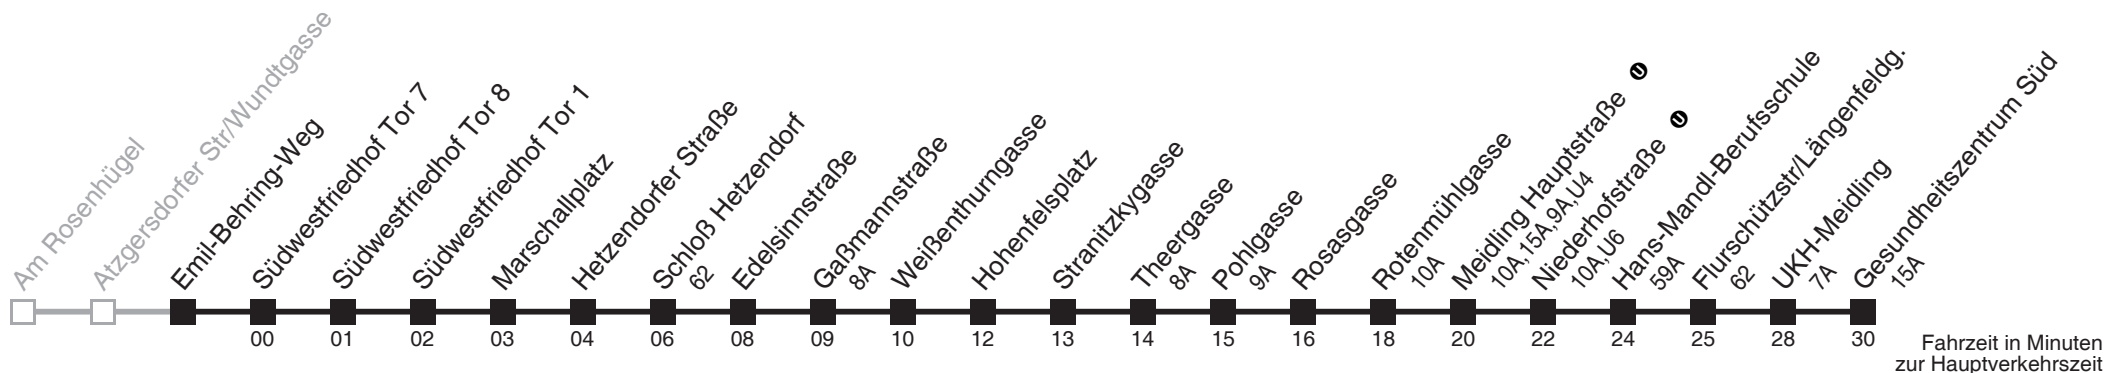 Am Rosenhügel
Atzgersdorfer Str/Wundtgasse
Emil-Behring-Weg
Südwestfriedhof Tor 7
Südwestfriedhof Tor 8
Südwestfriedhof Tor 1
Marschallplatz
Hetzendorfer Straße
Schloß Hetzendorf
62
Edelsinnstraße
Gaßmannstraße
8A
Weißenthurngasse
Hohenfelsplatz
Stranitzkygasse
Theergasse
8A
Pohlgasse
9A
Rosasgasse
Rotenmühlgasse
10A
Meidling Hauptstraße U
10A,15A,9A,U4
Niederhofstraße U
10A,U6
Hans-Mandl-Berufsschule
59A
Flurschützstr/Längenfeldg.
62
UKH-Meidling
7A
Gesundheitszentrum Süd
15A
00 01 02 03 04 06 08 09 10 12 13 14 15 16 18 20 22 24 25 28 30
Fahrzeit in Minuten
zur Hauptverkehrszeit